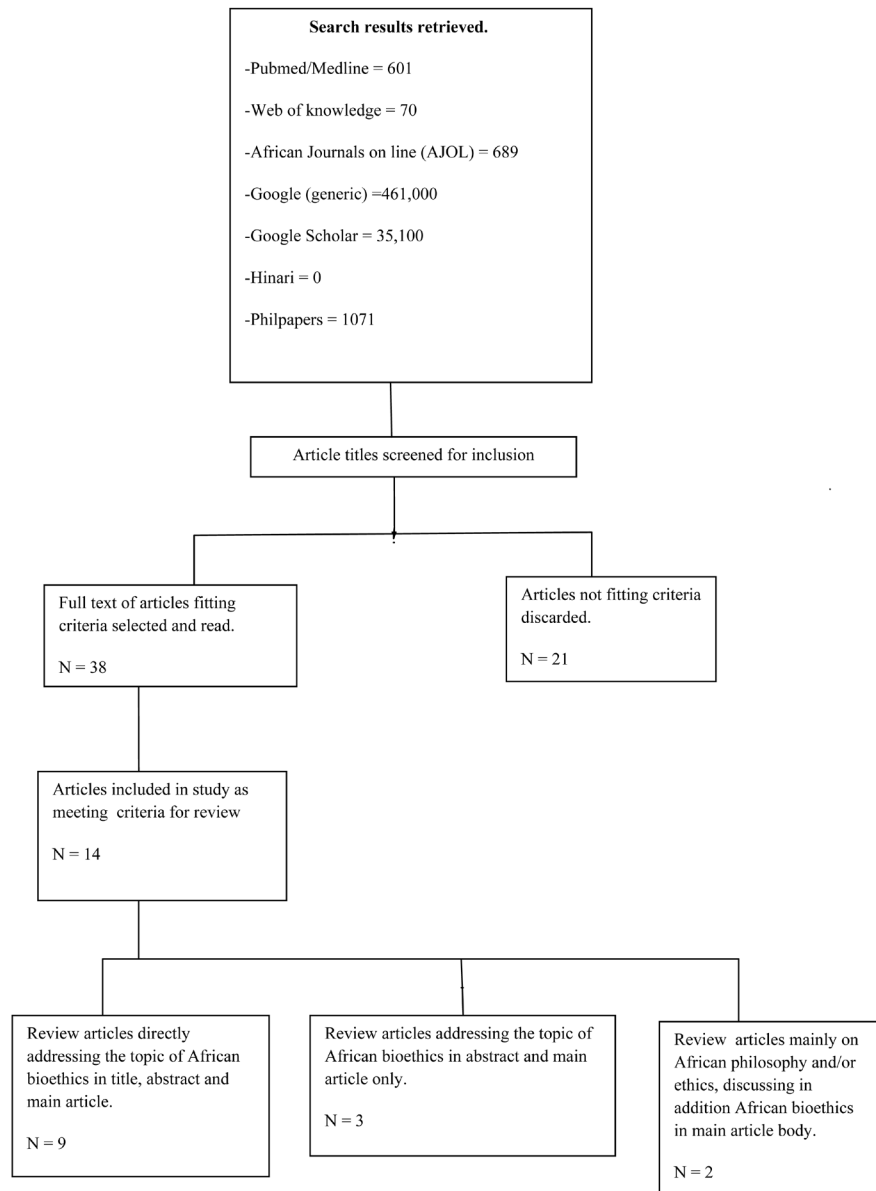 Search results retrieved.
-Pubmed/Medline = 601
-Web of knowledge = 70
-African Journals on line (AJOL) = 689
-Google (generic) =461,000
-Google Scholar = 35,100
-Hinari = 0
-Philpapers = 1071
Article titles screened for inclusion
Full text of articles fitting
criteria selected and read.
N = 38
Articles not fitting criteria
discarded.
N = 21
Articles included in study as
meeting  criteria for review
N = 14
Review articles directly
addressing the topic of African
bioethics in title, abstract and
main article.
N = 9
Review articles addressing the topic of
African bioethics in abstract and main
article only.
N = 3
Review  articles mainly on
African philosophy and/or
ethics, discussing in
addition African bioethics
in main article body.
N = 2